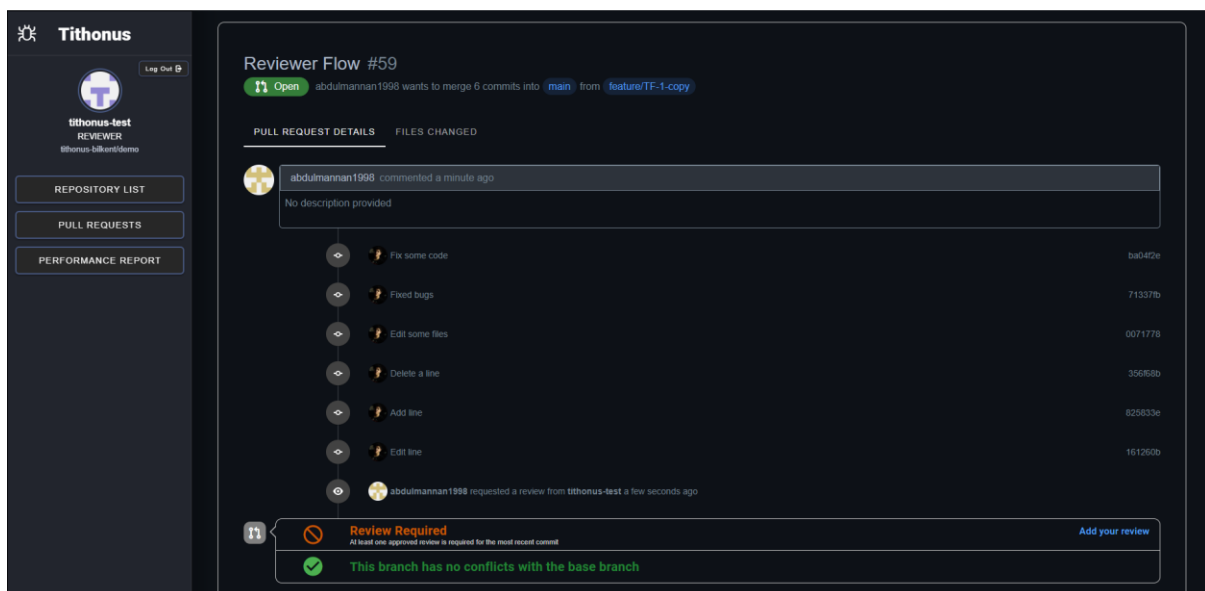 Tithonus
Log Out
tithonus-test
REVIEWER
tithonus-bilkent/demo
REPOSITORY LIST
PULL REQUESTS
PERFORMANCE REPORT
Reviewer Flow #59
Open abdulmannan1998 wants to merge 6 commits into main from feature/TF-1-copy
PULL REQUEST DETAILS FILES CHANGED
abdulmannan1998 commented a minute ago
No description provided
Fix some code ba04f2e
Fixed bugs 71337fb
Edit some files 0071778
Delete a line 356f58b
Add line 825833e
Edit line 161260b
abdulmannan1998 requested a review from tithonus-test a few seconds ago
Review Required Add your review
At least one approved review is required for the most recent commit
This branch has no conflicts with the base branch